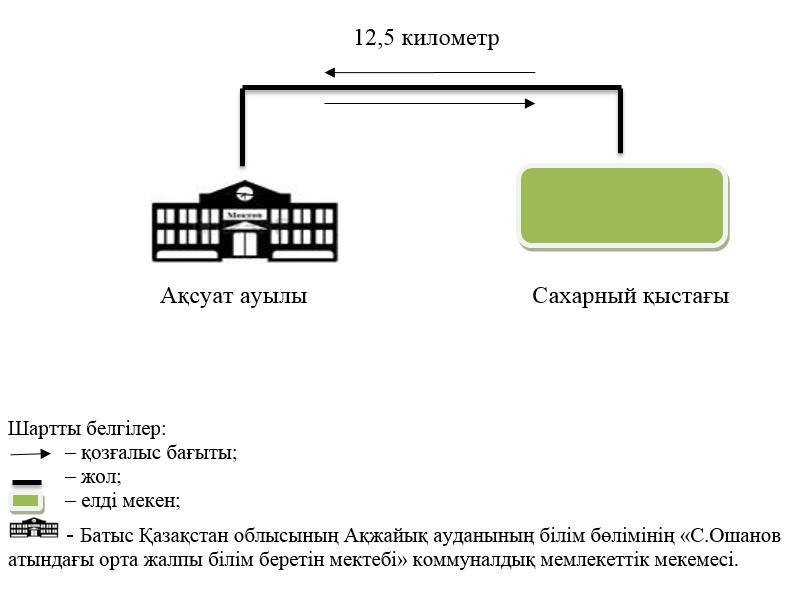 12,5 километр
Мектеп
Ақсуат ауылы
Сахарный қыстағы
Шартты белгілер:
– қозғалыс бағыты;
– жол;
– елді мекен;
- Батыс Қазақстан облысының Ақжайық ауданының білім бөлімінің «С.Ошанов
атындағы орта жалпы білім беретін мектебі» коммуналдық мемлекеттік мекемесі.